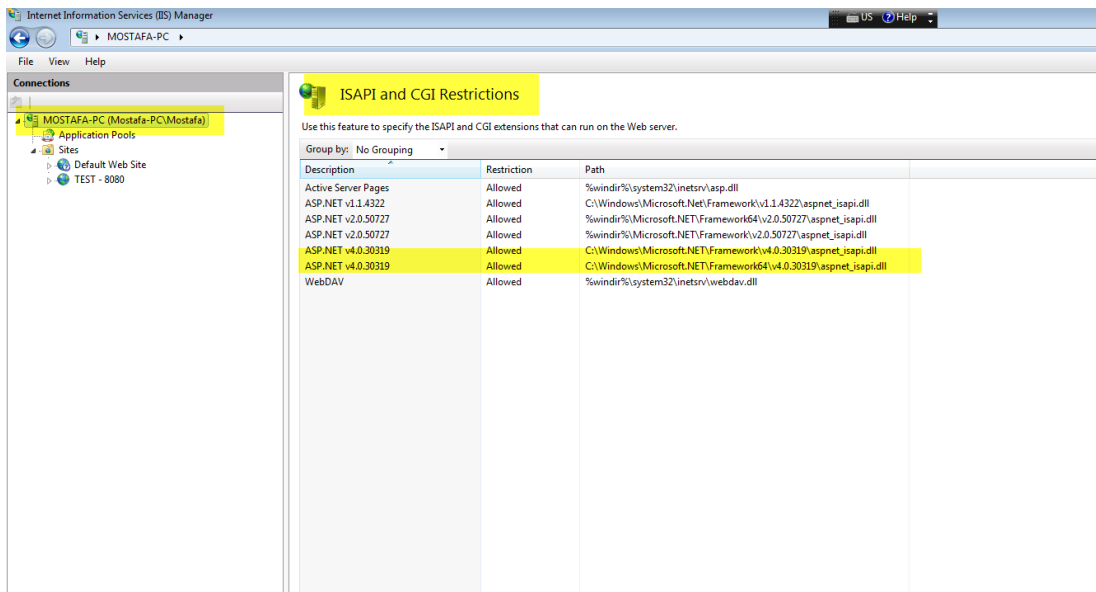 Internet Information Services (IIS) Manager
US Help
MOSTAFA-PC
File View Help
Connections
MOSTAFA-PC (Mostafa-PC\Mostafa)
Application Pools
Sites
Default Web Site
TEST - 8080
ISAPI and CGI Restrictions
Use this feature to specify the ISAPI and CGI extensions that can run on the Web server.
Group by: No Grouping
Description Restriction Path
Active Server Pages Allowed %windir%\system32\inetsrv\asp.dll
ASP.NET v1.1.4322 Allowed C:\Windows\Microsoft.Net\Framework\v1.1.4322\aspnet_isapi.dll
ASP.NET v2.0.50727 Allowed %windir%\Microsoft.NET\Framework64\v2.0.50727\aspnet_isapi.dll
ASP.NET v2.0.50727 Allowed %windir%\Microsoft.NET\Framework\v2.0.50727\aspnet_isapi.dll
ASP.NET v4.0.30319 Allowed C:\Windows\Microsoft.NET\Framework\v4.0.30319\aspnet_isapi.dll
ASP.NET v4.0.30319 Allowed C:\Windows\Microsoft.NET\Framework64\v4.0.30319\aspnet_isapi.dll
WebDAV Allowed %windir%\system32\inetsrv\webdav.dll